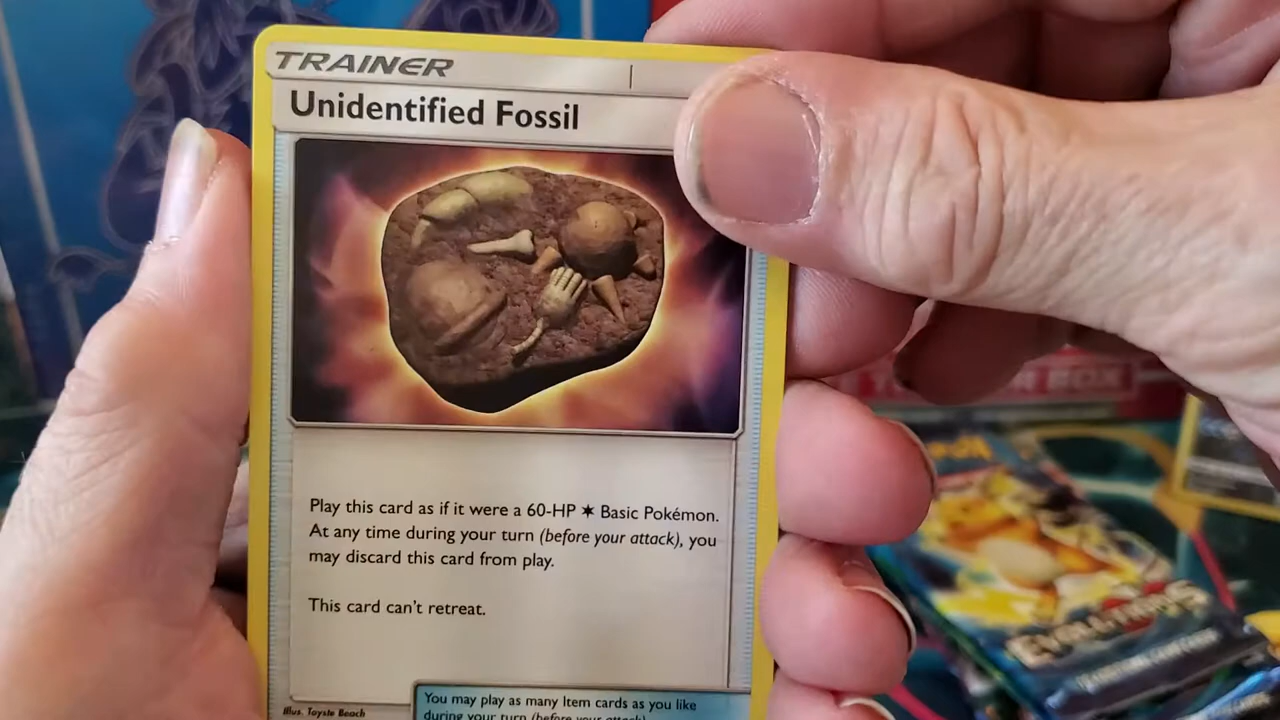 TRAINER
Unidentified Fossil
Play this card as if it were a 60-HP ✶ Basic Pokémon.
At any time during your turn (before your attack), you
may discard this card from play.
This card can't retreat.
You may play as many Item cards as you like
during your turn (before your attack).
Illus. Toyste Beach
BOX
EVOLUTIONS